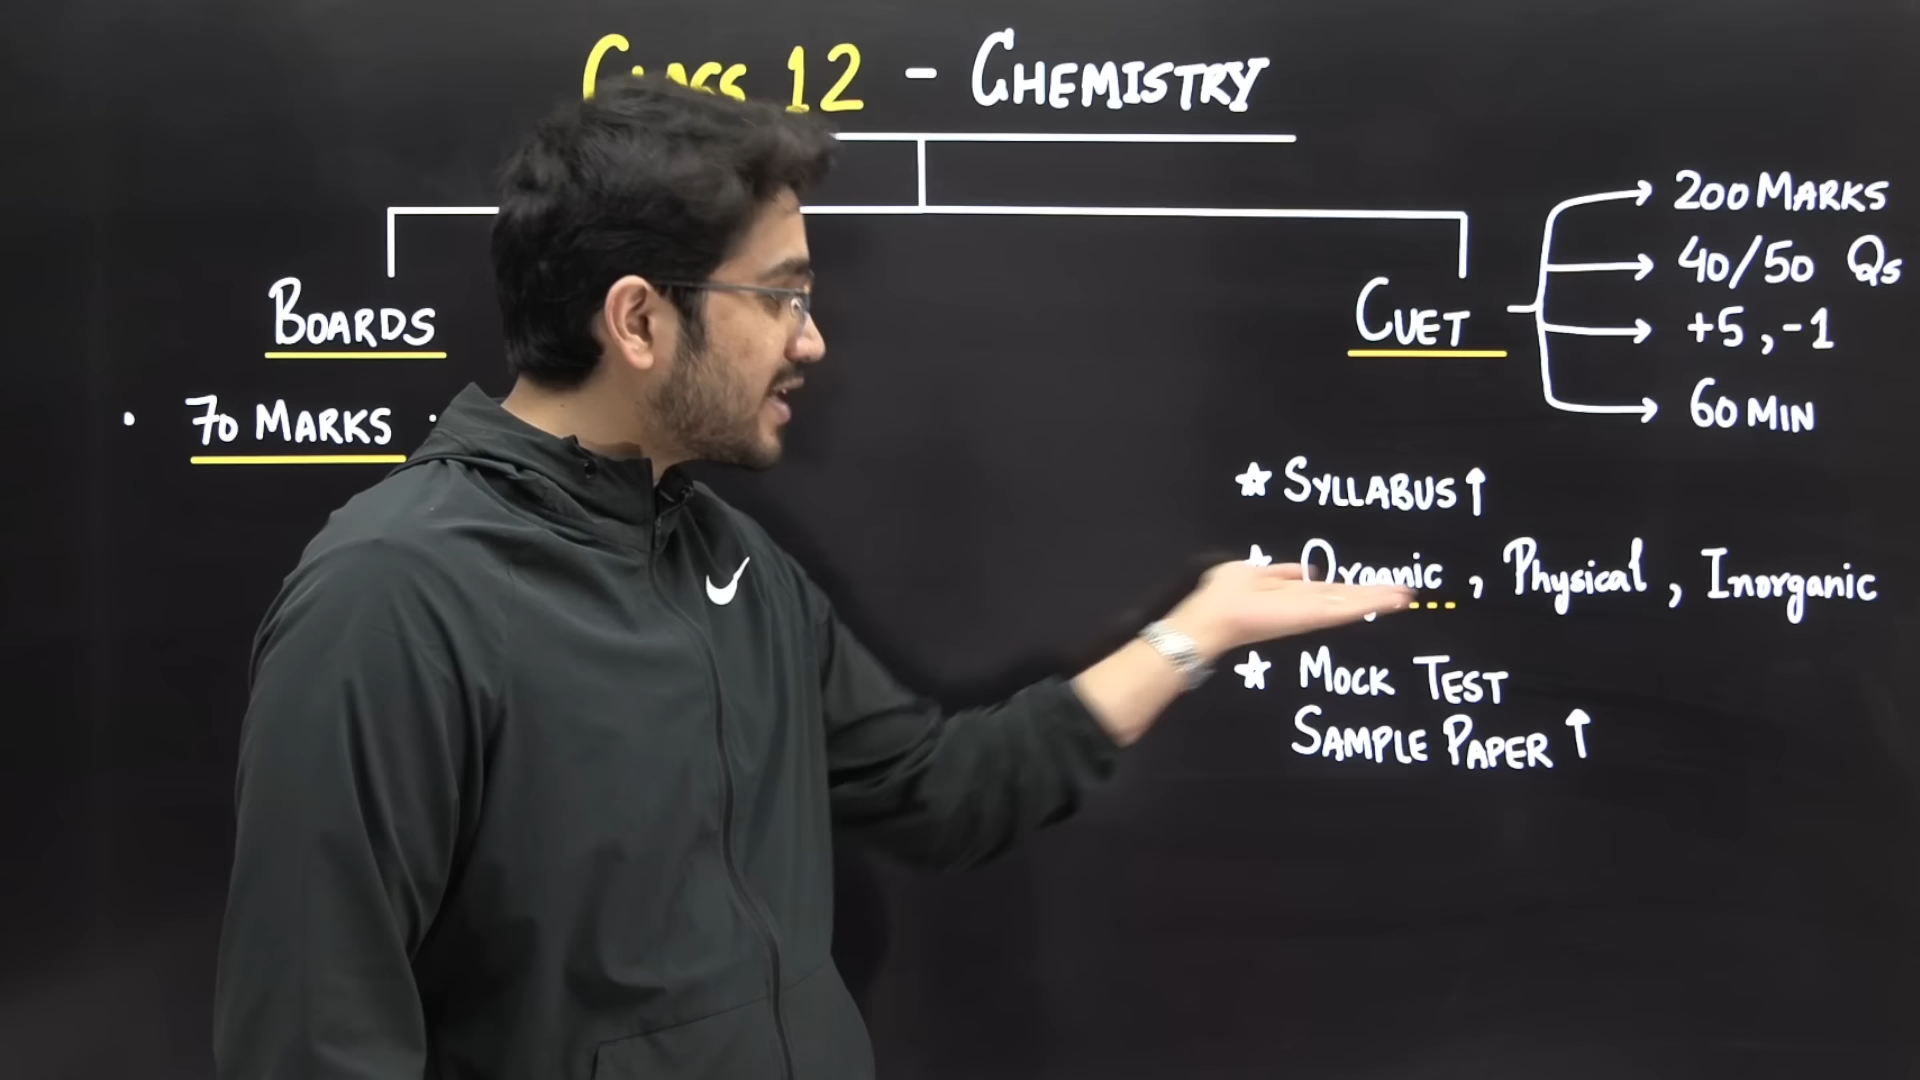 CLASS 12 - CHEMISTRY
BOARDS
70 MARKS
CUET
200 MARKS
40/50 Qs
+5, -1
60 MIN
SYLLABUS ↑
Organic, Physical, Inorganic
MOCK TEST
SAMPLE PAPER ↑